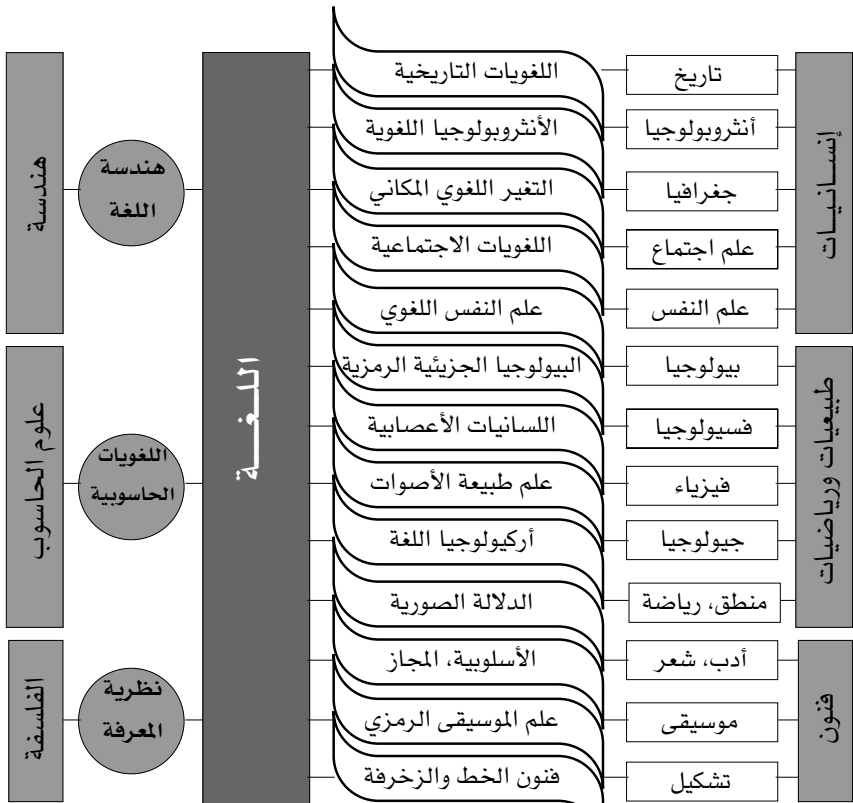 إنسانيات
تاريخ
اللغويات التاريخية
أنثروبولوجيا
الأنثروبولوجيا اللغوية
جغرافيا
التغير اللغوي المكاني
علم اجتماع
اللغويات الاجتماعية
علم النفس
علم النفس اللغوي
طبيعيات ورياضيات
بيولوجيا
البيولوجيا الجزيئية الرمزية
فسيولوجيا
اللسانيات الأعصابية
فيزياء
علم طبيعة الأصوات
جيولوجيا
أركيولوجيا اللغة
منطق، رياضة
الدلالة الصورية
فنون
أدب، شعر
الأسلوبية، المجاز
موسيقى
علم الموسيقى الرمزي
تشكيل
فنون الخط والزخرفة
اللغة
هندسة
اللغة
هندسة
اللغويات
الحاسوبية
علوم الحاسوب
نظرية
المعرفة
الفلسفة